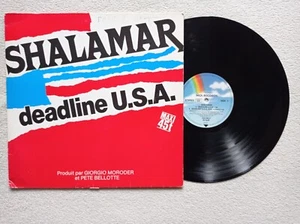 SHALAMAR
deadline U.S.A.
MAXI
45T
Produit par GIORGIO MORODER
et PETE BELLOTTE